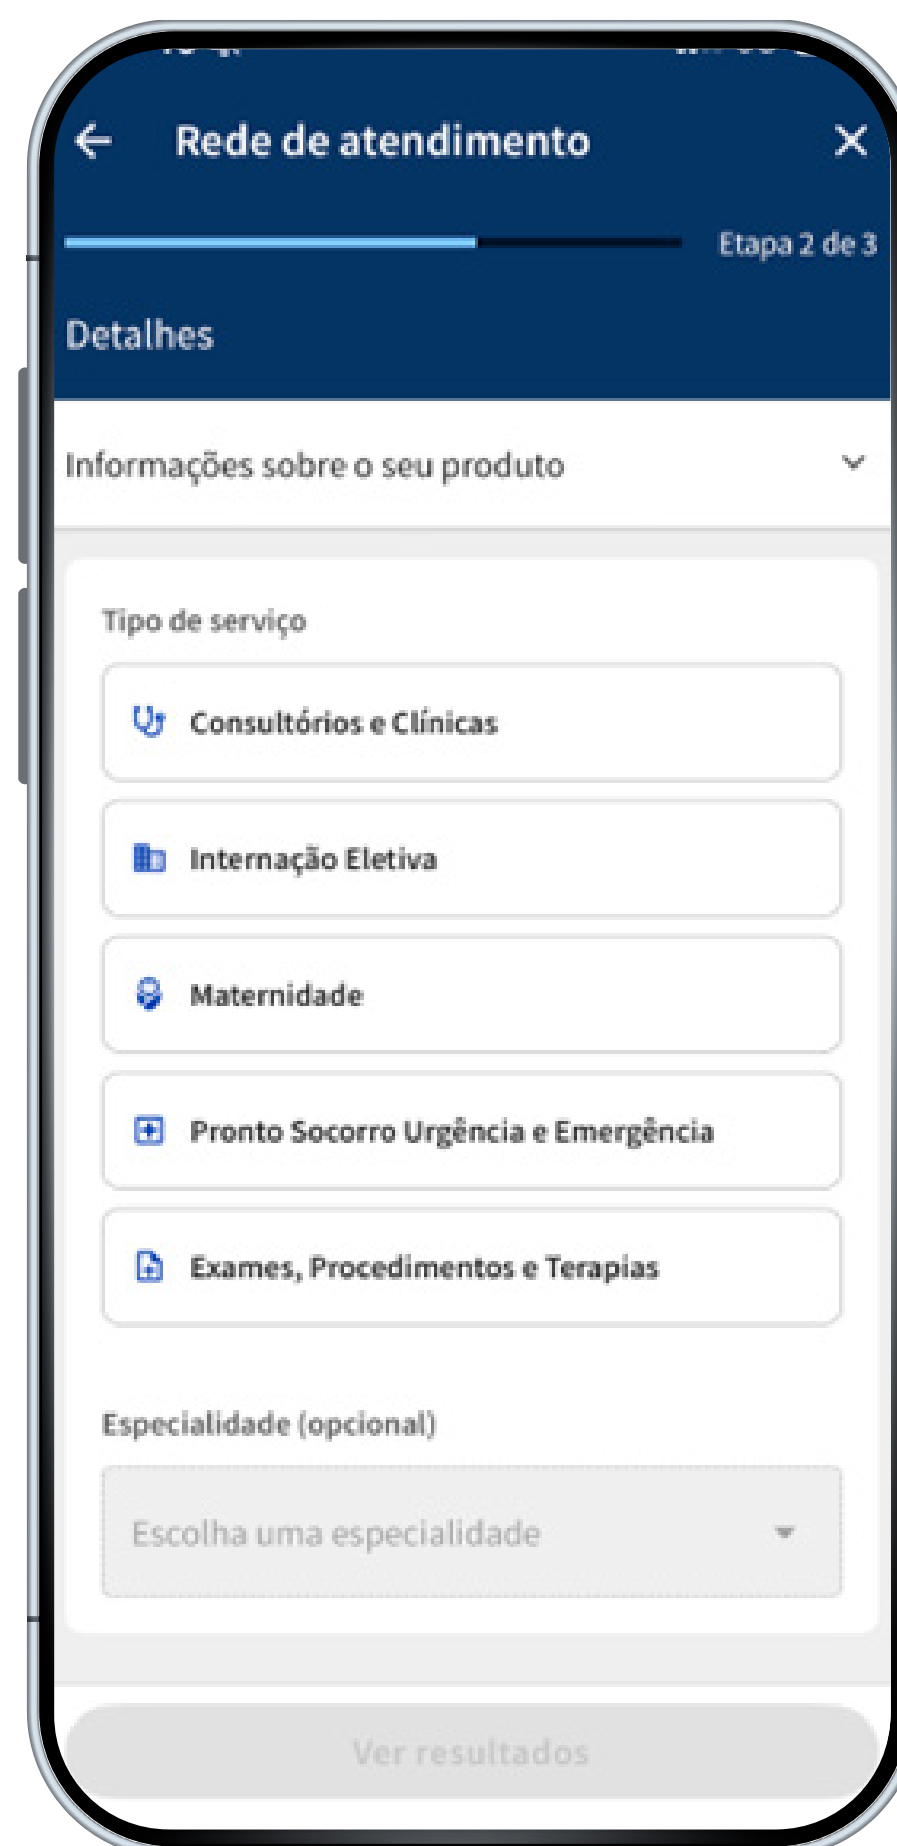 Rede de atendimento
Etapa 2 de 3
Detalhes
Informações sobre o seu produto
Tipo de serviço
Consultórios e Clínicas
Internação Eletiva
Maternidade
Pronto Socorro Urgência e Emergência
Exames, Procedimentos e Terapias
Especialidade (opcional)
Escolha uma especialidade
Ver resultados